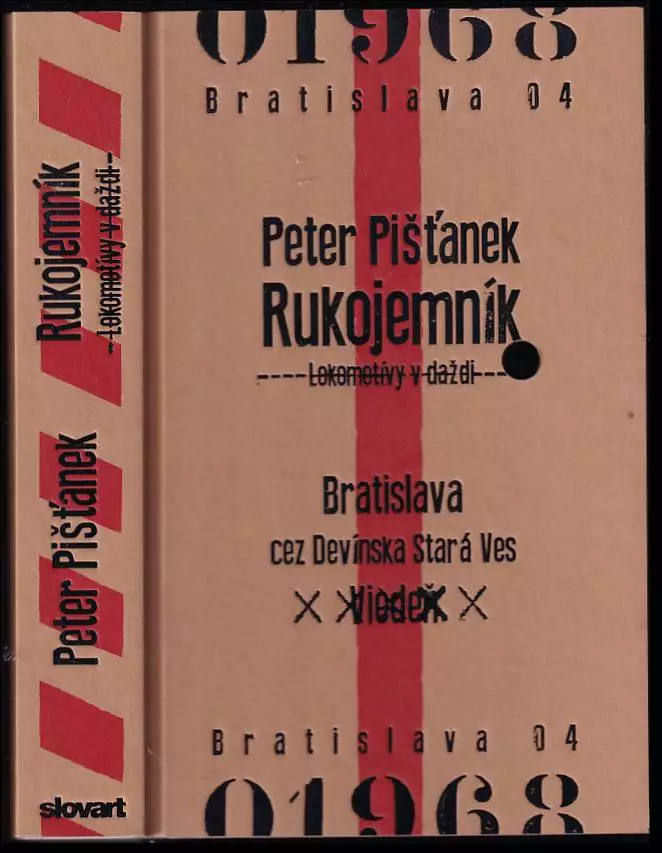 01968
Bratislava 04
Peter Pišťanek
Rukojemník
----Lokomotívy v daždi---
Bratislava
cez Devínska Stará Ves
XXXXX
Viedeň
Bratislava 04
01968
Rukojemník
--Lokomotívy v daždi-
Peter Pišťanek
slovart